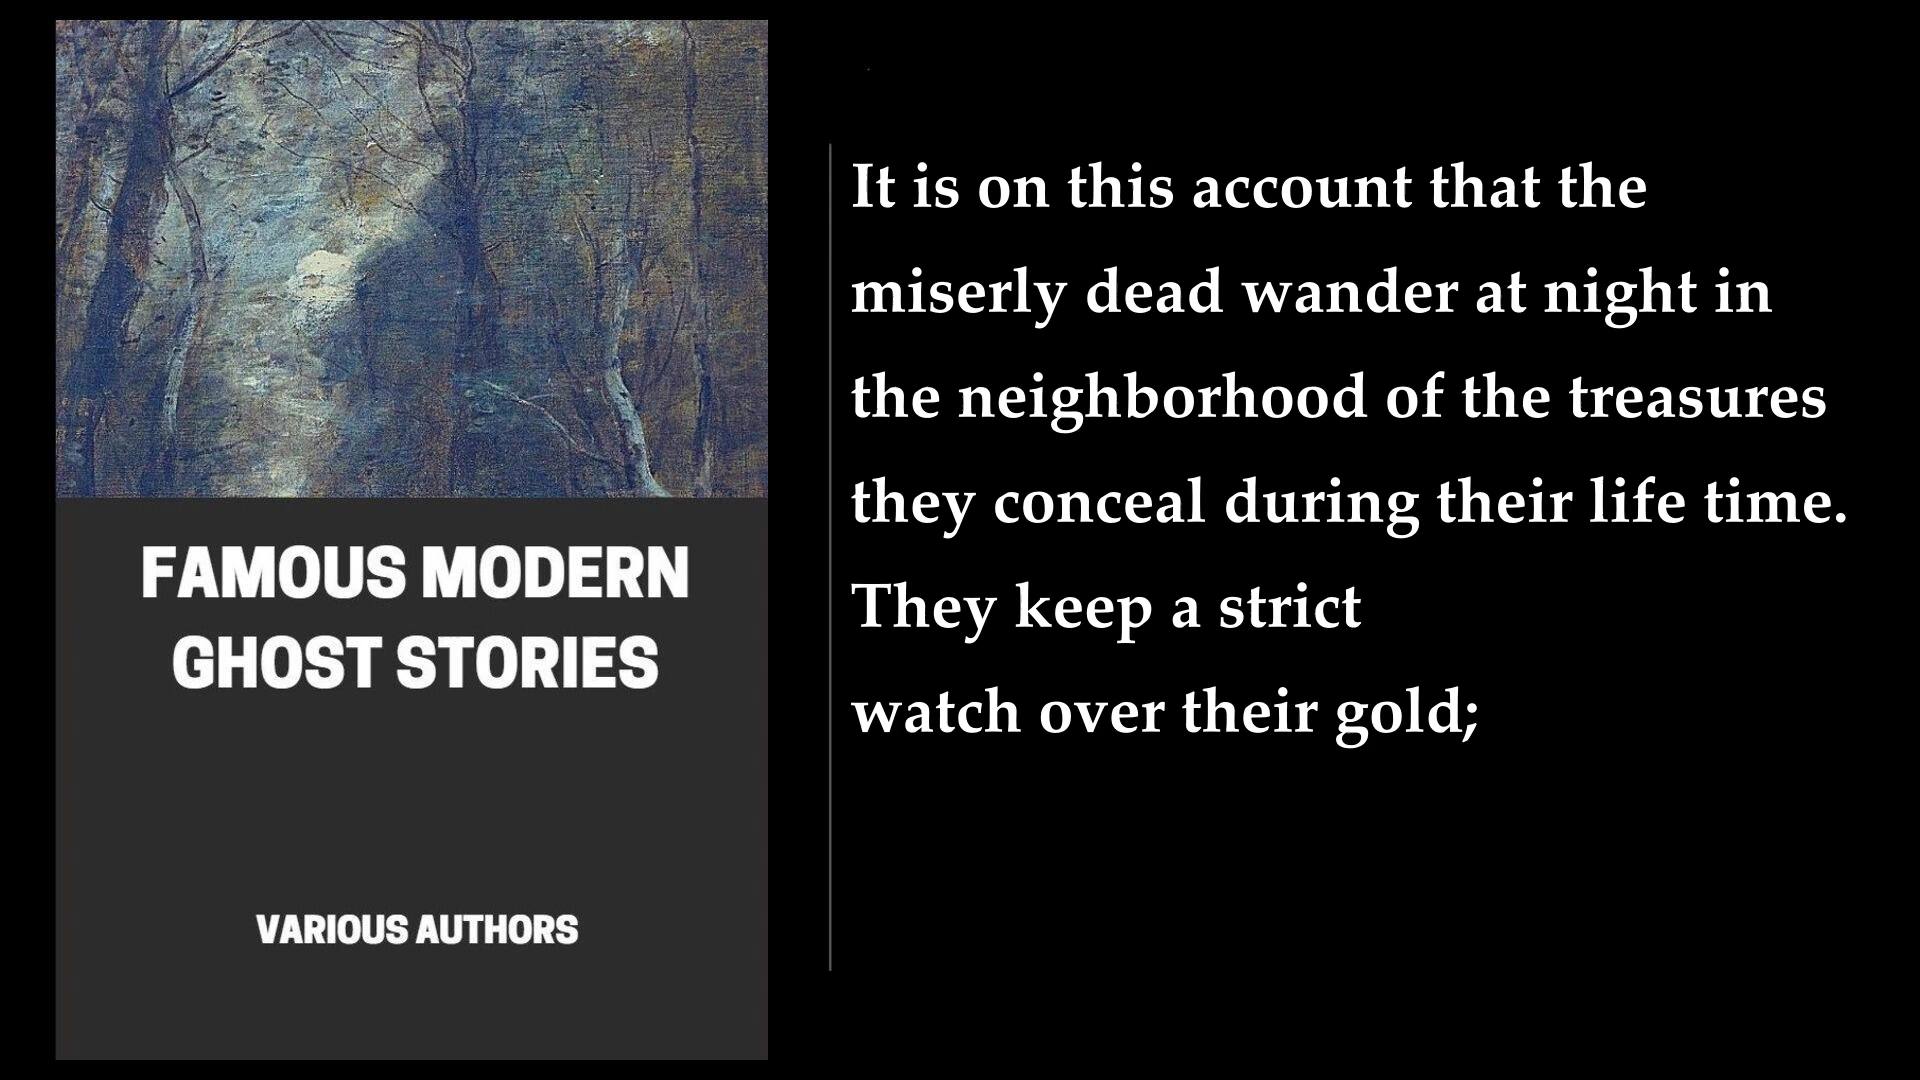 FAMOUS MODERN
GHOST STORIES
VARIOUS AUTHORS
It is on this account that the
miserly dead wander at night in
the neighborhood of the treasures
they conceal during their life time.
They keep a strict
watch over their gold;